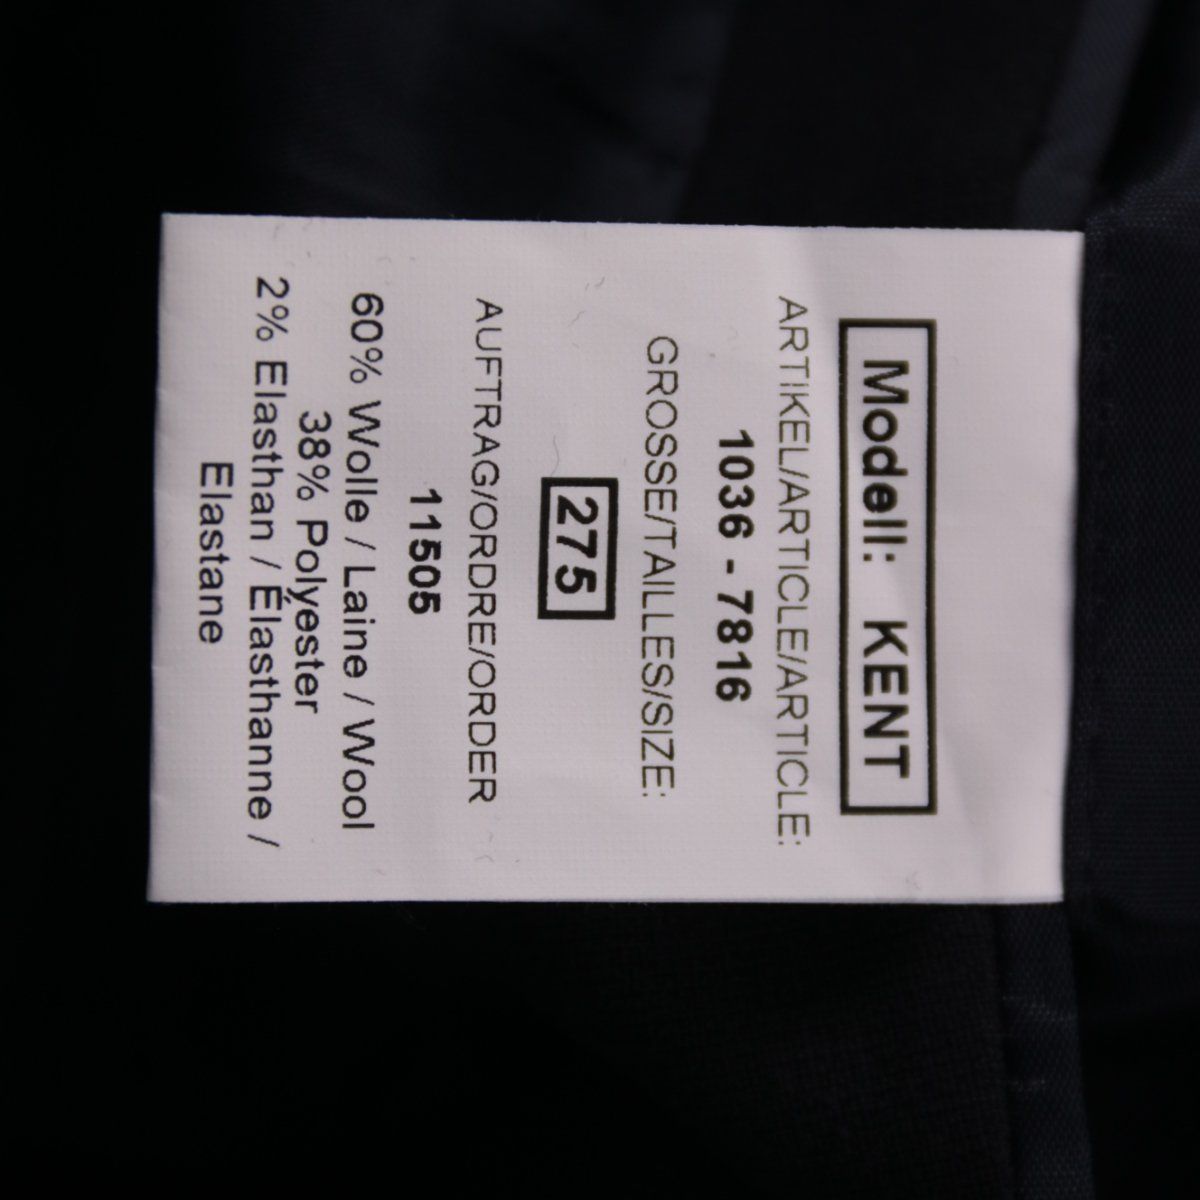 Modell: KENT
ARTIKEL/ARTICLE/ARTICLE:
1036 - 7816
GROSSE/TAILLES/SIZE:
275
AUFTRAG/ORDRE/ORDER
11505
60% Wolle / Laine / Wool
38% Polyester
2% Elasthan / Élasthanne /
Elastane